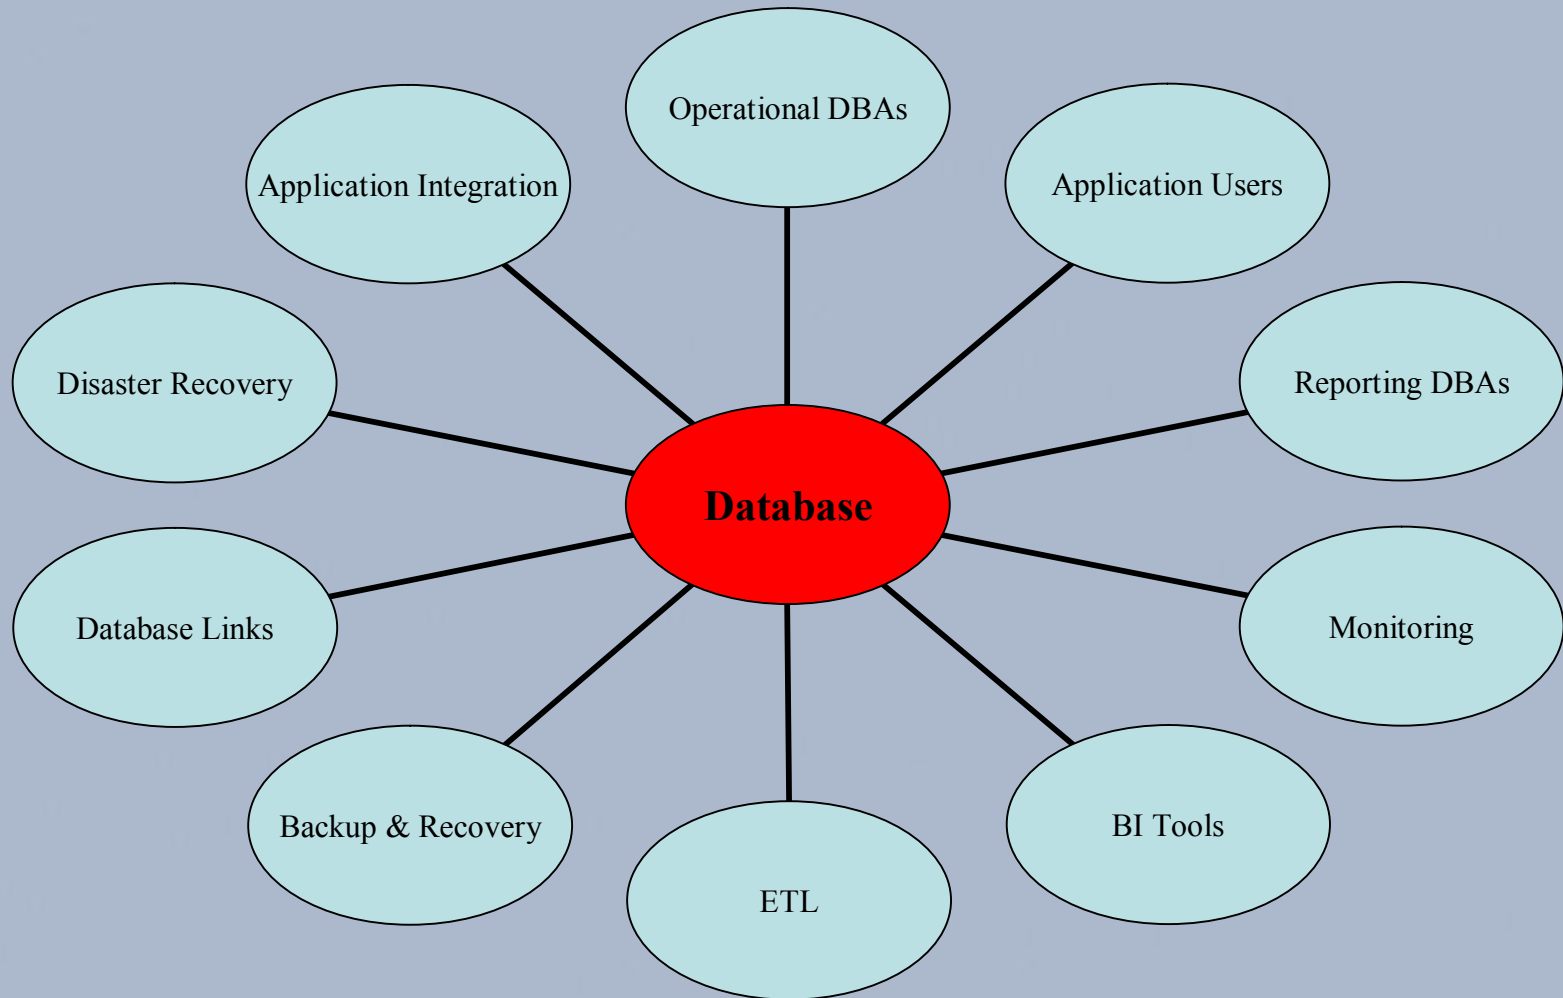 Operational DBAs
Application Integration
Application Users
Disaster Recovery
Reporting DBAs
Database
Database Links
Monitoring
Backup & Recovery
BI Tools
ETL